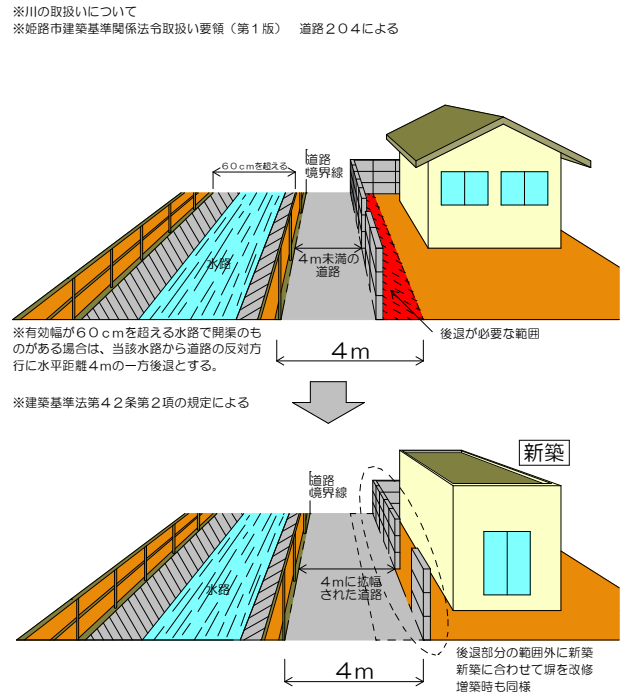 ※川の取扱いについて
※姫路市建築基準関係法令取扱い要領（第１版）　道路２０４による
６０ｃｍを超える
道路
境界線
水路
４ｍ未満の
道路
後退が必要な範囲
※有効幅が６０ｃｍを超える水路で開渠のも
のがある場合は、当該水路から道路の反対方
行に水平距離４ｍの一方後退とする。
４ｍ
※建築基準法第４２条第２項の規定による
新築
道路
境界線
水路
４ｍに拡幅
された道路
後退部分の範囲外に新築
新築に合わせて塀を改修
増築時も同様
４ｍ